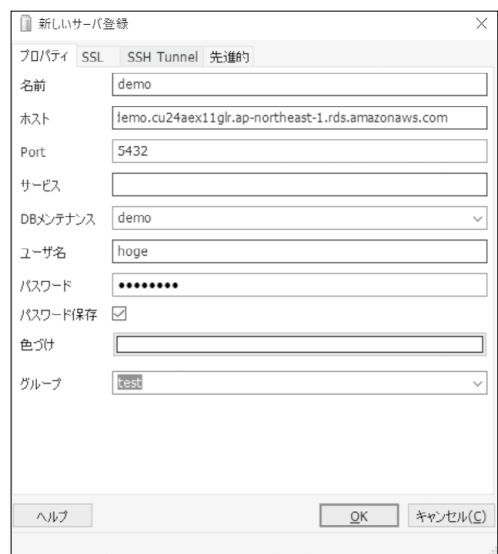 新しいサーバ登録
プロパティ SSL SSH Tunnel 先進的
名前 demo
ホスト demo.cu24aex11glr.ap-northeast-1.rds.amazonaws.com
Port 5432
サービス
DBメンテナンス demo
ユーザ名 hoge
パスワード ••••••••
パスワード保存
色づけ
グループ test
ヘルプ OK キャンセル(C)